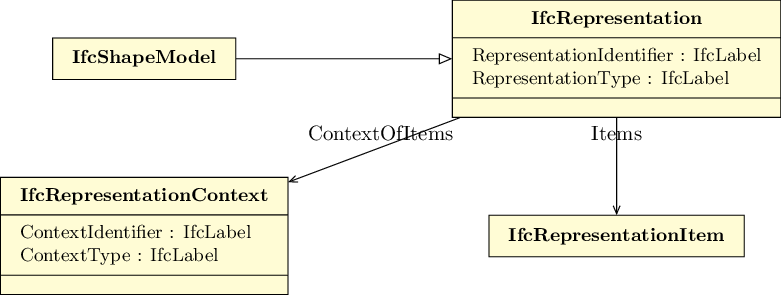 IfcRepresentation
IfcShapeModel
RepresentationIdentifier : IfcLabel
RepresentationType : IfcLabel
ContextOfItems
Items
IfcRepresentationContext
ContextIdentifier : IfcLabel
ContextType : IfcLabel
IfcRepresentationItem